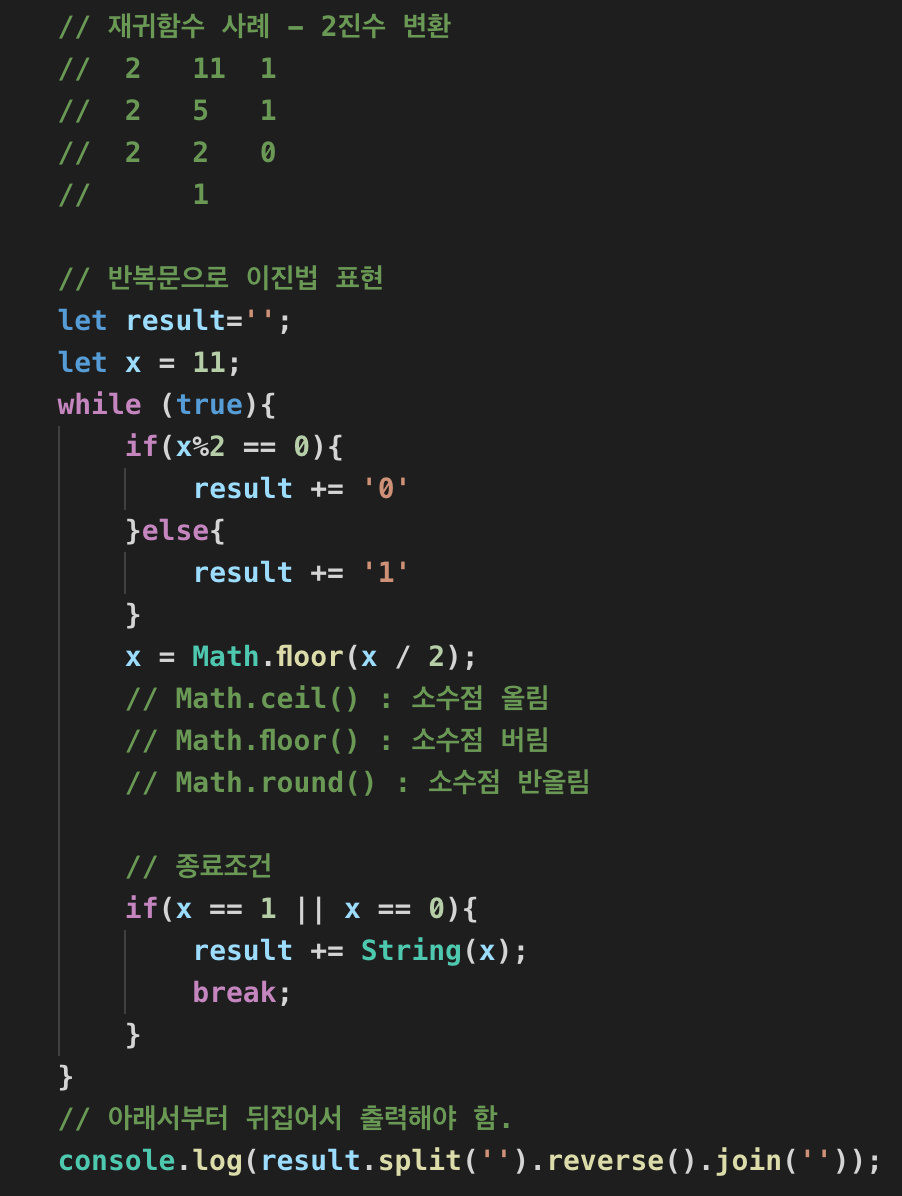 // 재귀함수 사례 - 2진수 변환
//  2   11  1
//  2   5   1
//  2   2   0
//      1
// 반복문으로 이진법 표현
let result='';
let x = 11;
while (true){
    if(x%2 == 0){
        result += '0'
    }else{
        result += '1'
    }
    x = Math.floor(x / 2);
    // Math.ceil() : 소수점 올림
    // Math.floor() : 소수점 버림
    // Math.round() : 소수점 반올림
    // 종료조건
    if(x == 1 || x == 0){
        result += String(x);
        break;
    }
}
// 아래서부터 뒤집어서 출력해야 함.
console.log(result.split('').reverse().join(''));